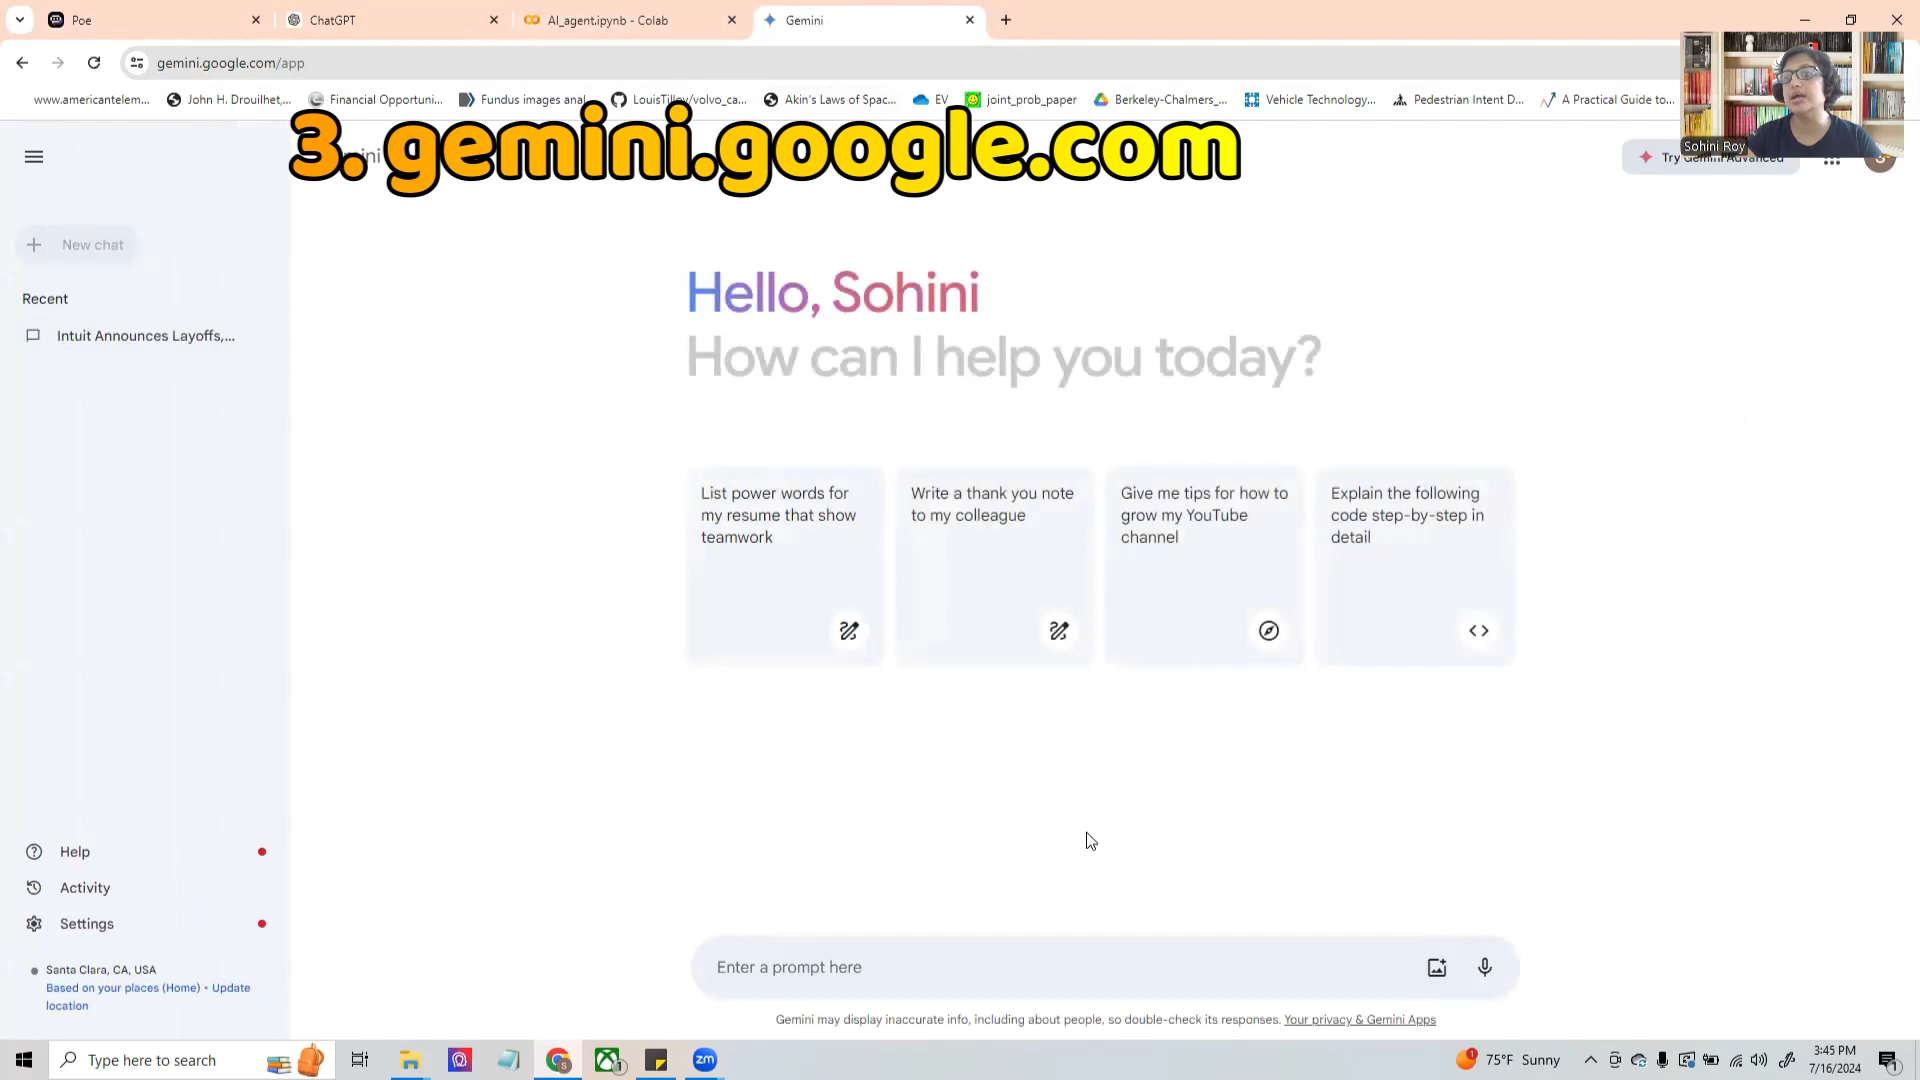 Poe
ChatGPT
AI_agent.ipynb - Colab
Gemini
gemini.google.com/app
www.americantelem...
John H. Drouilhet,...
Financial Opportuni...
Fundus images anal...
LouisTilley/volvo_ca...
Akin's Laws of Spac...
EV
joint_prob_paper
Berkeley-Chalmers_...
Vehicle Technology...
Pedestrian Intent D...
A Practical Guide to...
3. gemini.google.com
Sohini Roy
Try Gemini Advanced
New chat
Recent
Intuit Announces Layoffs,...
Hello, Sohini
How can I help you today?
List power words for
my resume that show
teamwork
Write a thank you note
to my colleague
Give me tips for how to
grow my YouTube
channel
Explain the following
code step-by-step in
detail
Help
Activity
Settings
Santa Clara, CA, USA
Based on your places (Home) • Update
location
Enter a prompt here
Gemini may display inaccurate info, including about people, so double-check its responses. Your privacy & Gemini Apps
Type here to search
zm
75°F Sunny
3:45 PM
7/16/2024